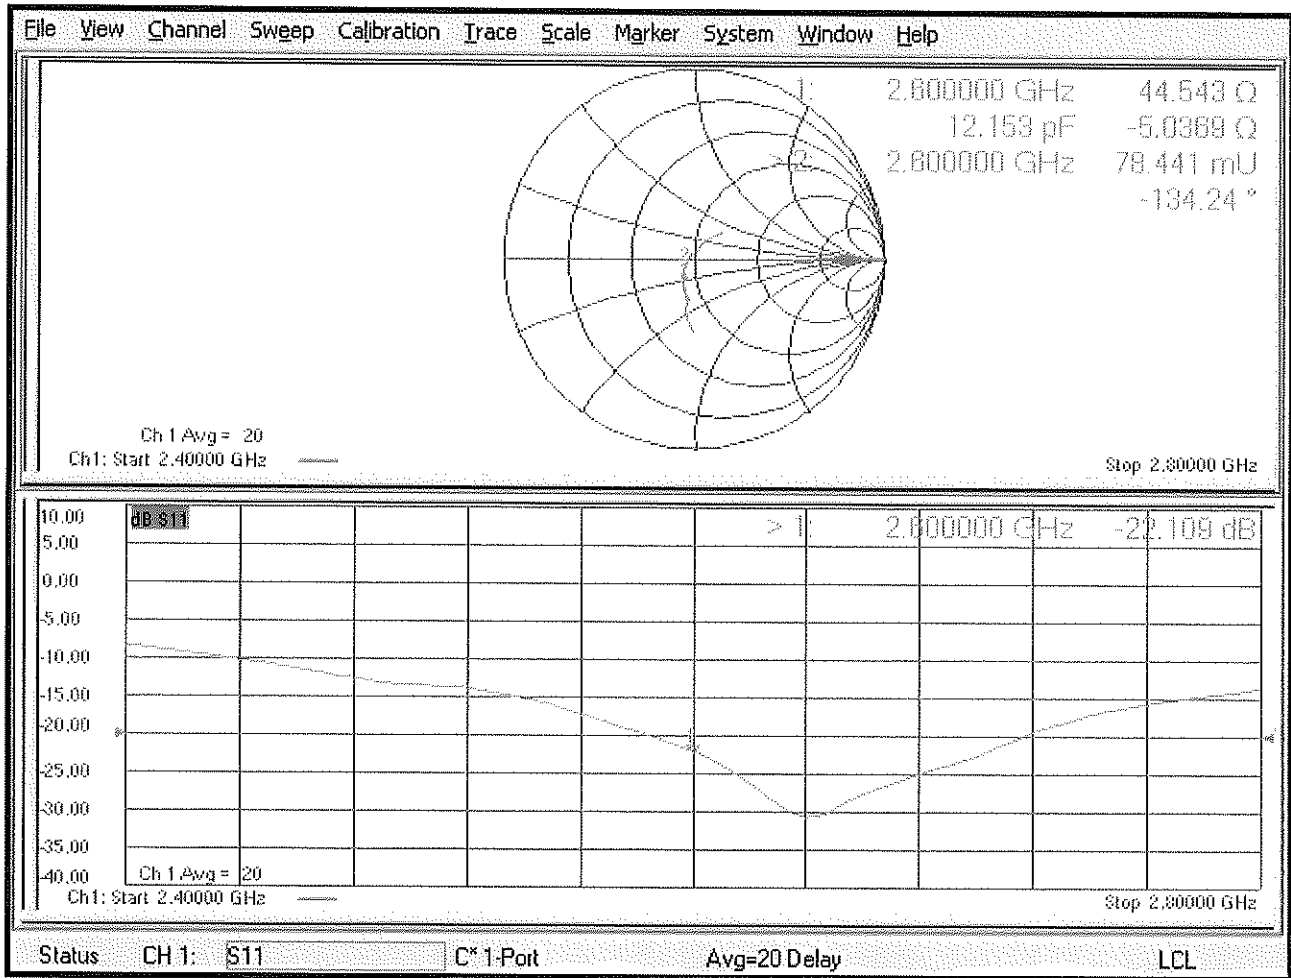 File View Channel Sweep Calibration Trace Scale Marker System Window Help
1: 2.600000 GHz 44.543 Ω
12.153 pF -5.0369 Ω
> 2: 2.600000 GHz 78.441 mU
-134.24 °
2
Ch 1 Avg = 20
Ch1: Start 2.40000 GHz
Stop 2.80000 GHz
10.00
dB S11
> 1: 2.600000 GHz -22.109 dB
5.00
0.00
-5.00
-10.00
-15.00
-20.00
1
-25.00
-30.00
-35.00
-40.00
Ch 1 Avg = 20
Ch1: Start 2.40000 GHz
Stop 2.80000 GHz
Status CH 1: S11 C* 1-Port Avg=20 Delay LCL